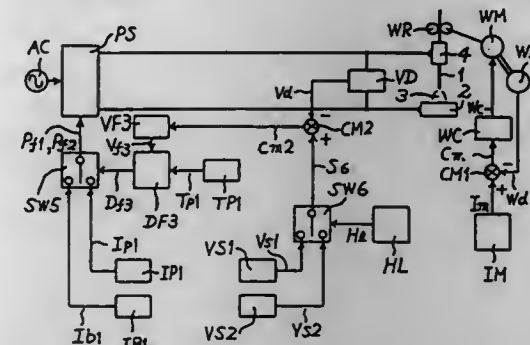 AC
PS
WR
WM
4
1
Vd
VD
3
2
Wc
WC
VF3
Cm2
CM2
Pf1, Pf2
Vf3
SW5
Df3
DF3
Tp1
TP1
S6
SW6
Cm
CM1
Wd
Im
IM
Ip1
IP1
VS1
Vs1
Hl
HL
VS2
Vs2
Ib1
IB1